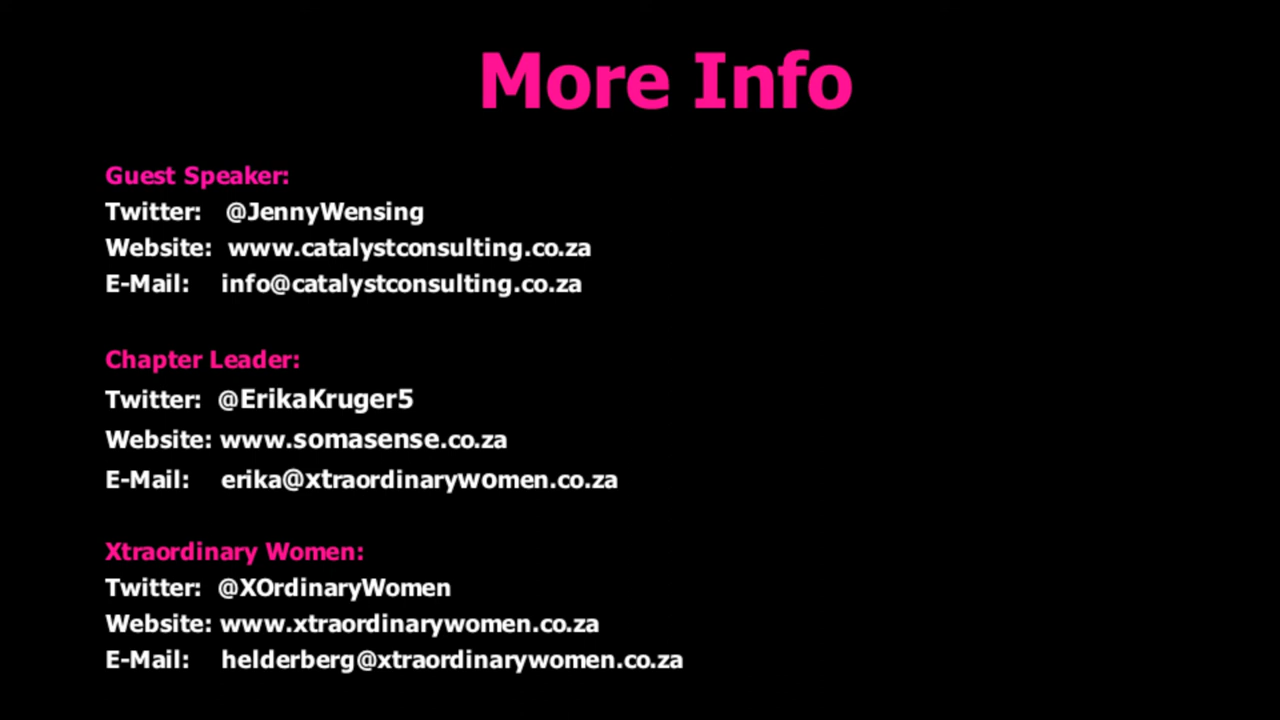 More Info
Guest Speaker:
Twitter: @JennyWensing
Website: www.catalystconsulting.co.za
E-Mail: info@catalystconsulting.co.za
Chapter Leader:
Twitter: @ErikaKruger5
Website: www.somasense.co.za
E-Mail: erika@xtraordinarywomen.co.za
Xtraordinary Women:
Twitter: @XOrdinaryWomen
Website: www.xtraordinarywomen.co.za
E-Mail: helderberg@xtraordinarywomen.co.za